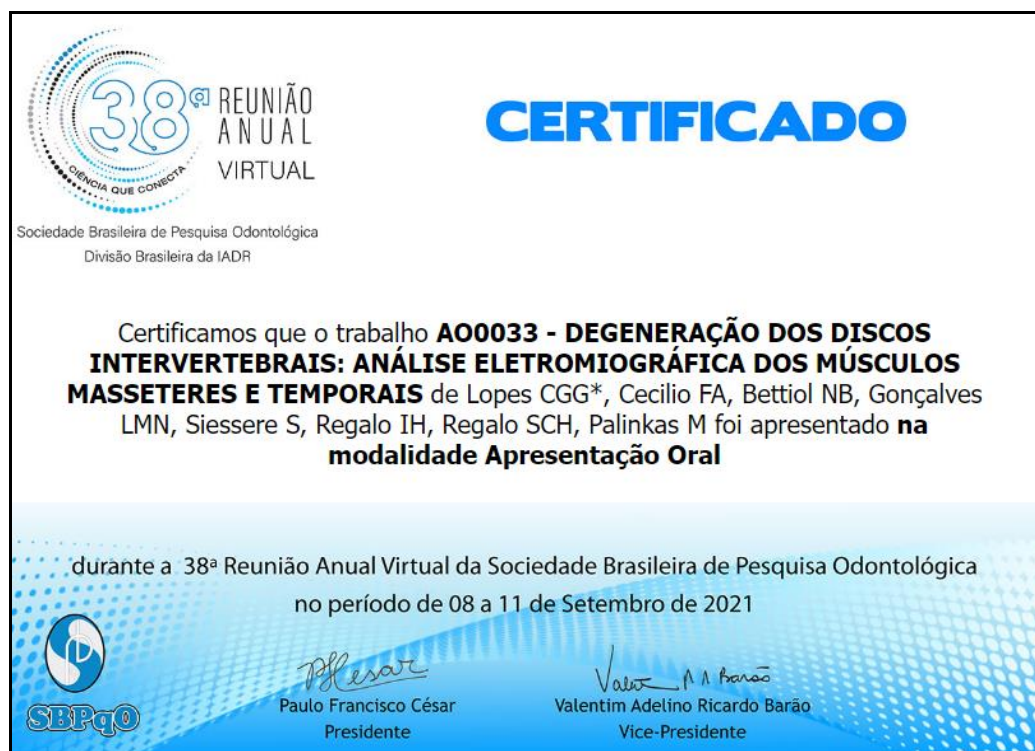 38ª REUNIÃO
ANUAL
VIRTUAL
CIÊNCIA QUE CONECTA
Sociedade Brasileira de Pesquisa Odontológica
Divisão Brasileira da IADR
CERTIFICADO
Certificamos que o trabalho AO0033 - DEGENERAÇÃO DOS DISCOS
INTERVERTEBRAIS: ANÁLISE ELETROMIOGRÁFICA DOS MÚSCULOS
MASSETERES E TEMPORAIS de Lopes CGG*, Cecilio FA, Bettiol NB, Gonçalves
LMN, Siessere S, Regalo IH, Regalo SCH, Palinkas M foi apresentado na
modalidade Apresentação Oral
durante a 38ª Reunião Anual Virtual da Sociedade Brasileira de Pesquisa Odontológica
no período de 08 a 11 de Setembro de 2021
SBPqO
Paulo Francisco César
Presidente
Valentim Adelino Ricardo Barão
Vice-Presidente